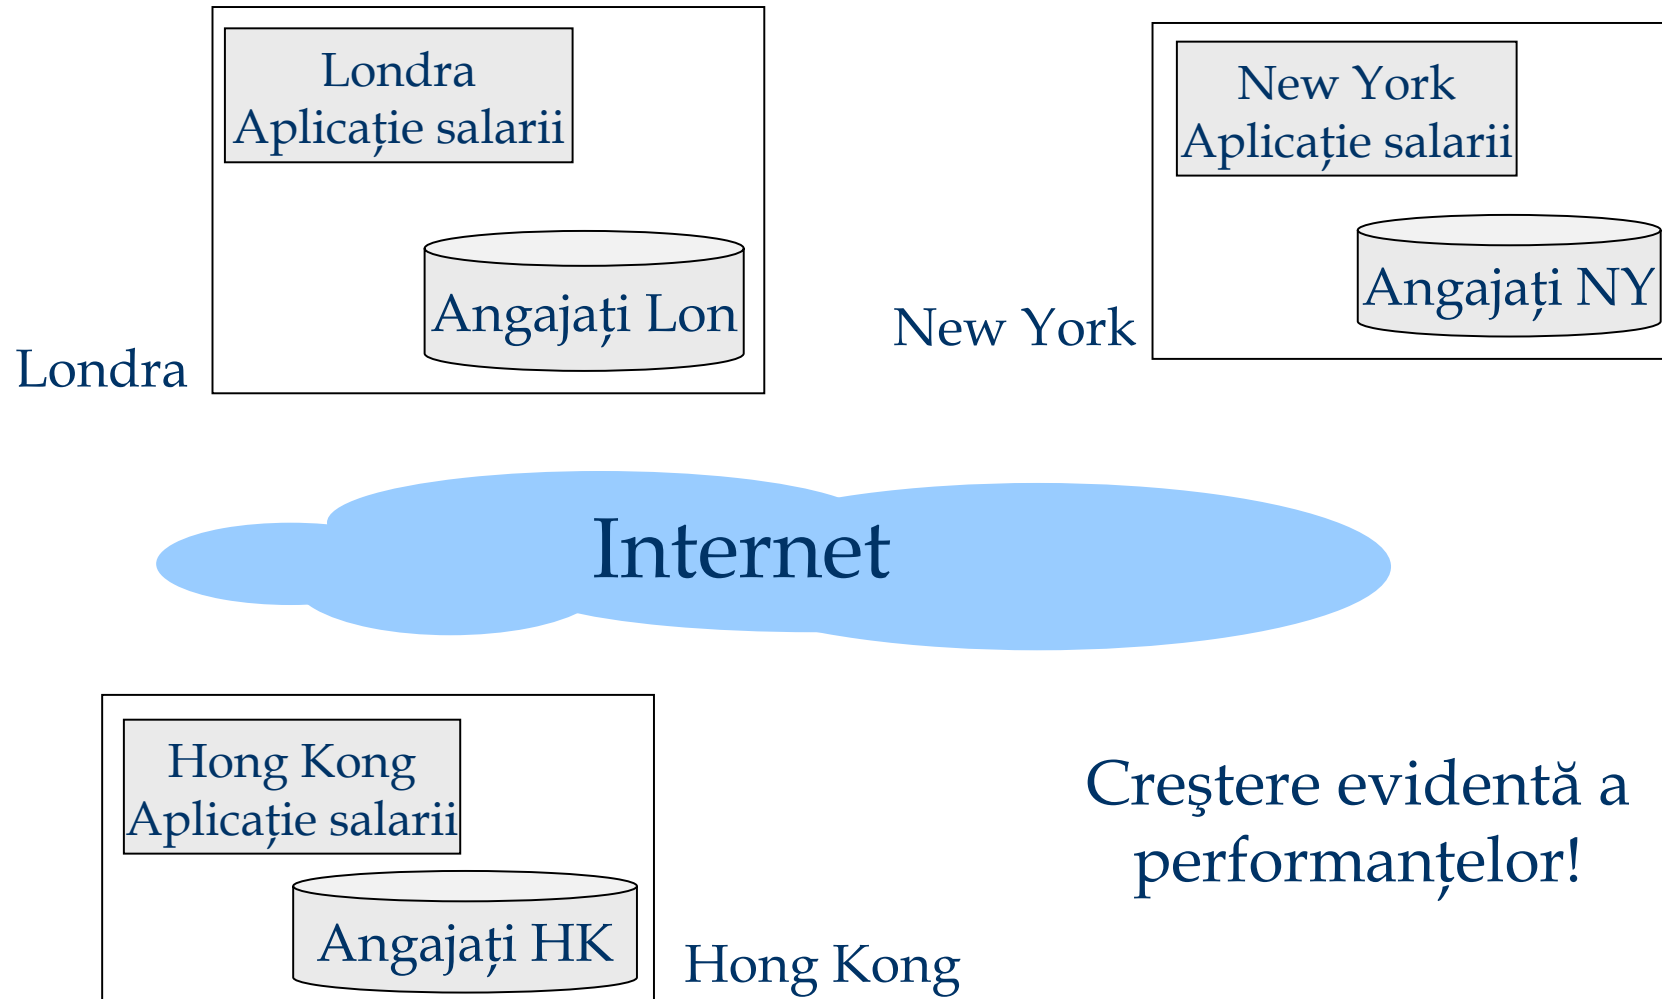 Londra
Aplicație salarii
Angajați Lon
Londra
New York
Aplicație salarii
Angajați NY
New York
Internet
Hong Kong
Aplicație salarii
Angajați HK
Hong Kong
Creştere evidentă a
performanțelor!